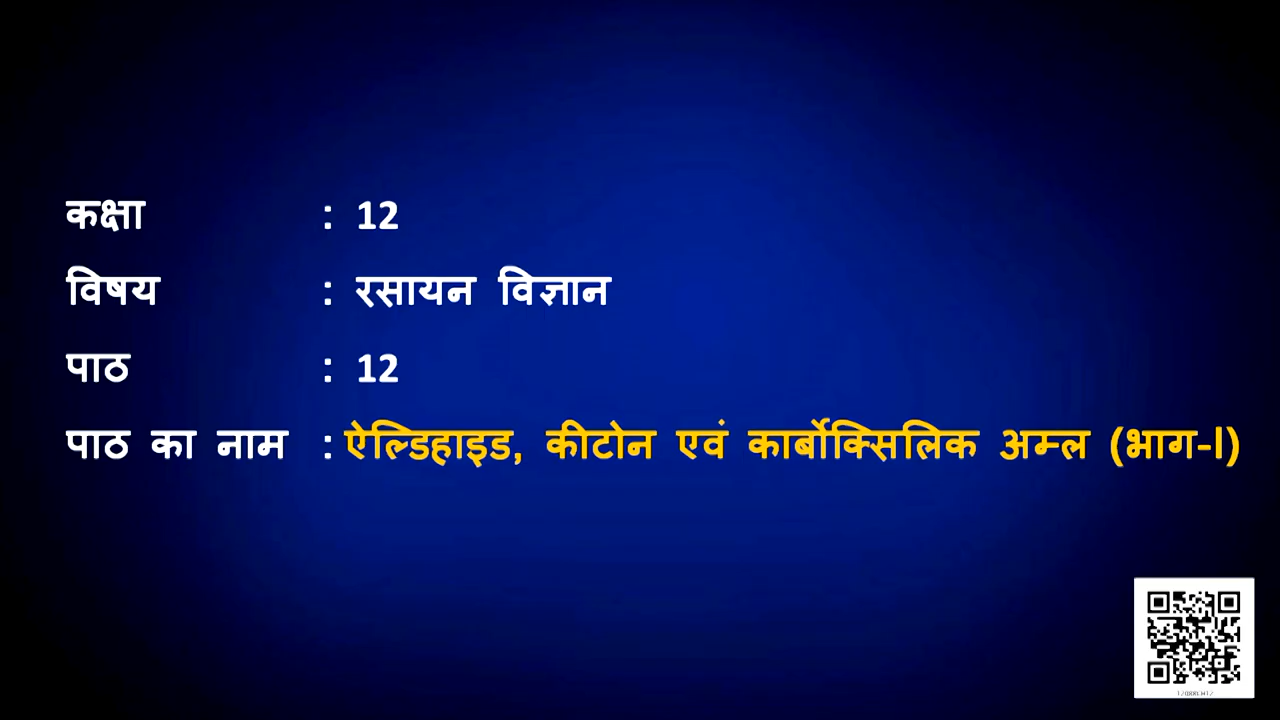 कक्षा : 12
विषय : रसायन विज्ञान
पाठ : 12
पाठ का नाम : ऐल्डिहाइड, कीटोन एवं कार्बोक्सिलिक अम्ल (भाग-I)